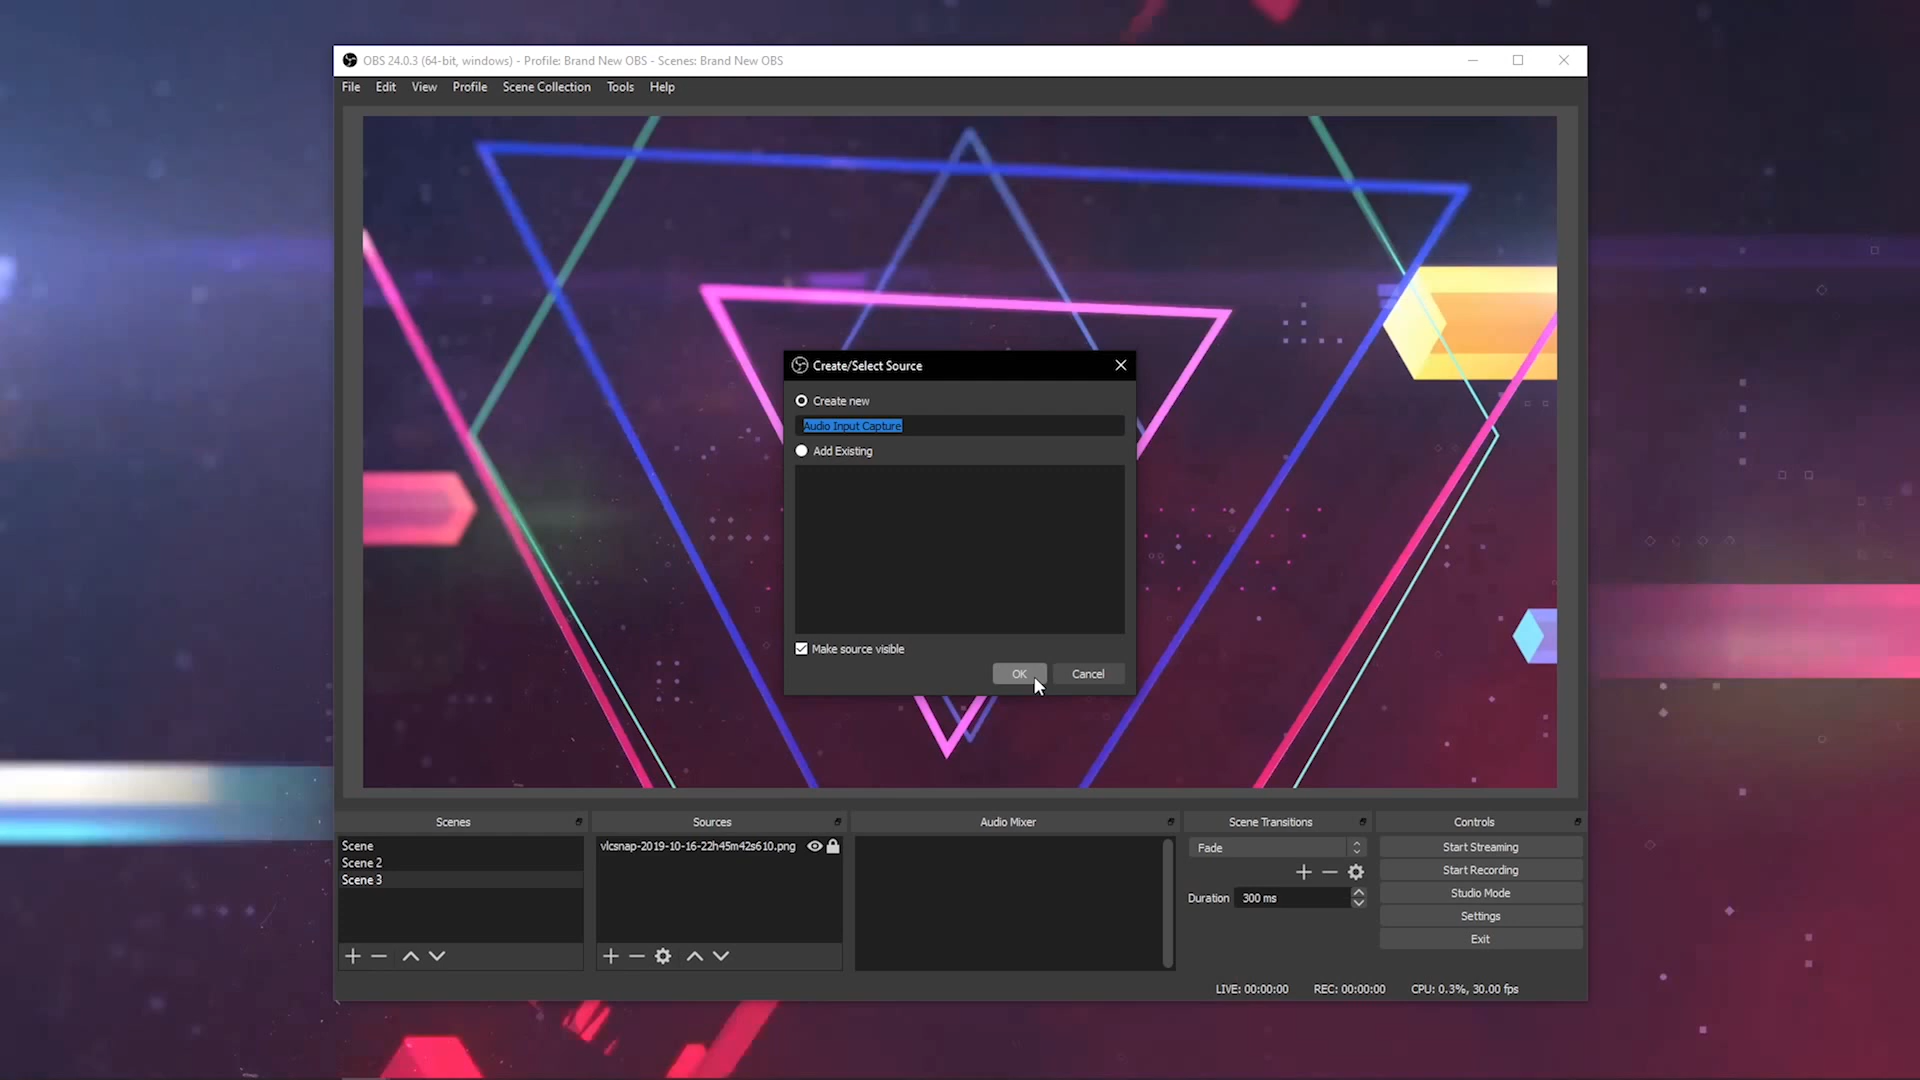 OBS 24.0.3 (64-bit, windows) - Profile: Brand New OBS - Scenes: Brand New OBS
File Edit View Profile Scene Collection Tools Help
Create/Select Source
Create new
Audio Input Capture
Add Existing
Make source visible
OK Cancel
Scenes Sources Audio Mixer Scene Transitions Controls
Scene
Scene 2
Scene 3
vlcsnap-2019-10-16-22h45m42s610.png
Fade
Duration 300 ms
Start Streaming
Start Recording
Studio Mode
Settings
Exit
LIVE: 00:00:00 REC: 00:00:00 CPU: 0.3%, 30.00 fps